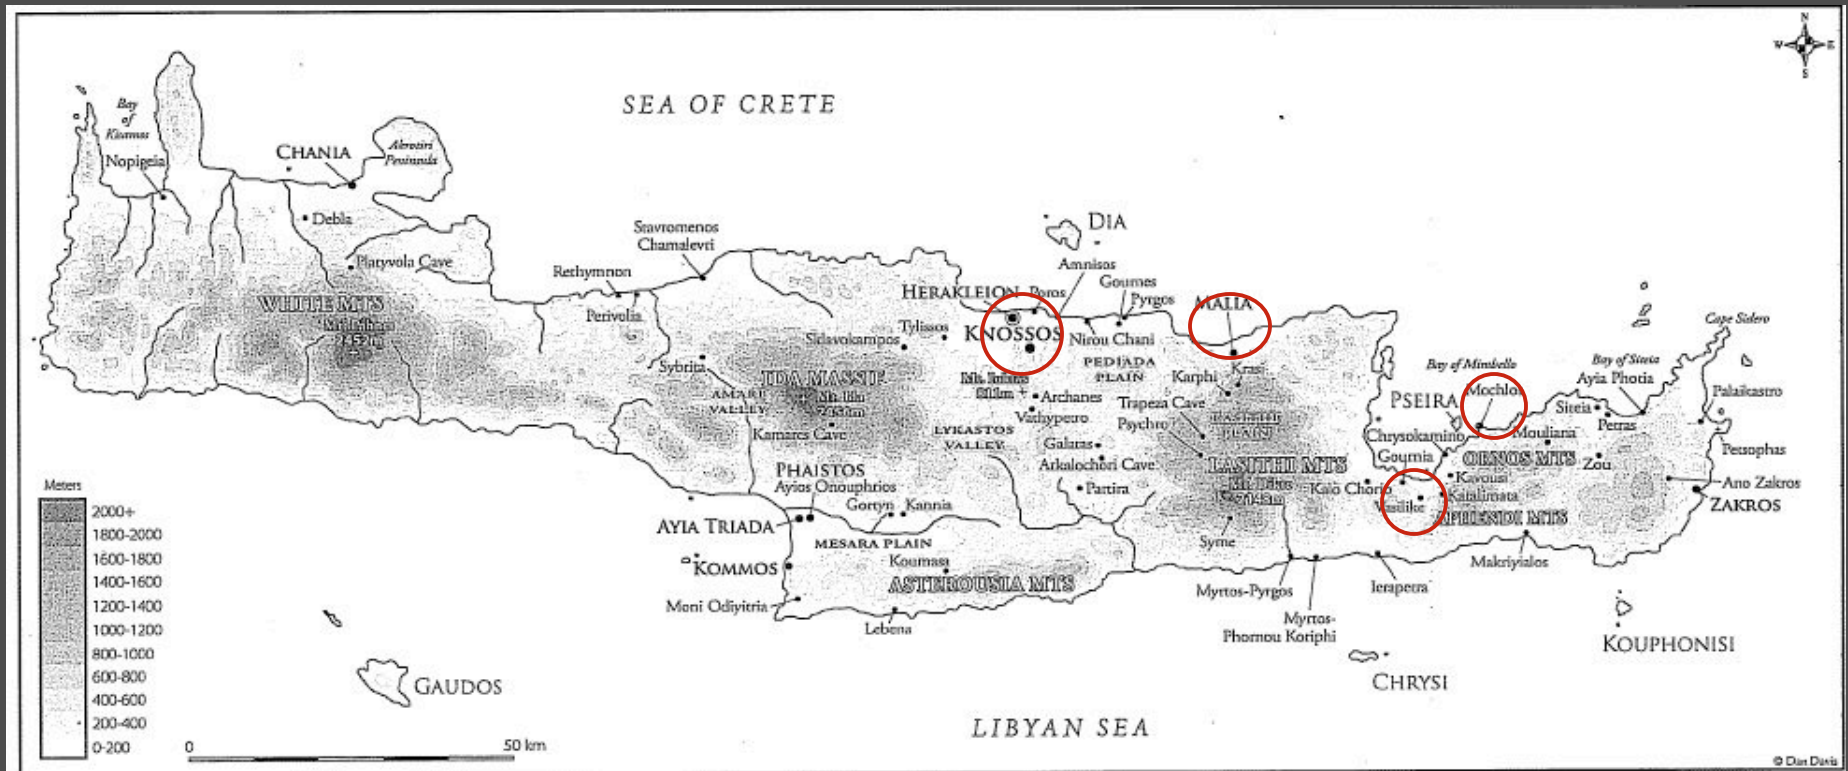 N
W E
S
SEA OF CRETE
Bay
of
Kisamos
Nopigeia
CHANIA
Akrotiri
Peninsula
Debla
Platyvola Cave
WHITE MTS
2452m
Stavromenos
Chamalevri
Rethymnon
Perivolia
DIA
Amnisos
HERAKLEION
Poros
Gournes
Pyrgos
MALIA
Tylissos
KNOSSOS
Sklavokampos
Nirou Chani
PEDIADA
PLAIN
Sybrita
IDA MASSIF
AMARI
VALLEY
Kamares Cave
Archanes
Vathypetro
LYKASTOS
VALLEY
Galatas
Arkalochori Cave
Partira
Krasi
Karphi
Trapeza Cave
Psychro
PLAIN
LASITHI MTS
Syme
Bay of Mirabello
Mochlos
PSEIRA
Chrysokamino
Gournia
Kalo Chorio
Vasilike
Kavousi
Katalimata
ORNOS MTS
APHENDI MTS
Mouliana
Bay of Siteia
Ayia Photia
Siteia
Petras
Zou
Cape Sidero
Palaikastro
Petsophas
Ano Zakros
ZAKROS
PHAISTOS
Ayios Onouphrios
Gortyn
Kannia
AYIA TRIADA
MESARA PLAIN
Koumasa
KOMMOS
ASTEROUSIA MTS
Moni Odiyitria
Lebena
Myrtos-Pyrgos
Myrtos-
Phornou Koriphi
Ierapetra
Makriyialos
KOUPHONISI
CHRYSI
GAUDOS
LIBYAN SEA
Meters
2000+
1800-2000
1600-1800
1400-1600
1200-1400
1000-1200
800-1000
600-800
400-600
200-400
0-200
0 50 km
© Dan Davis